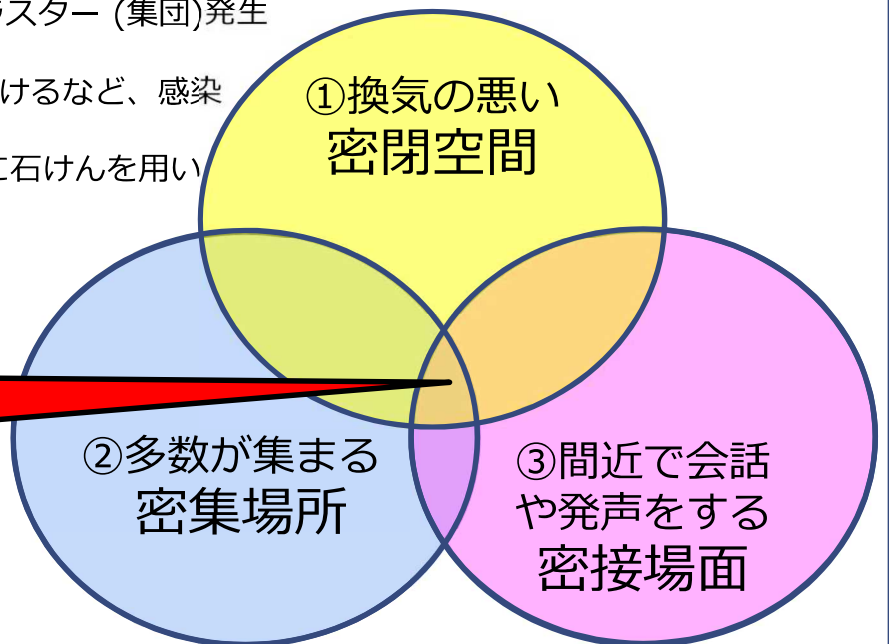 スター (集団)発生
けるなど、感染
に石けんを用い
①換気の悪い
密閉空間
②多数が集まる
密集場所
③間近で会話
や発声をする
密接場面